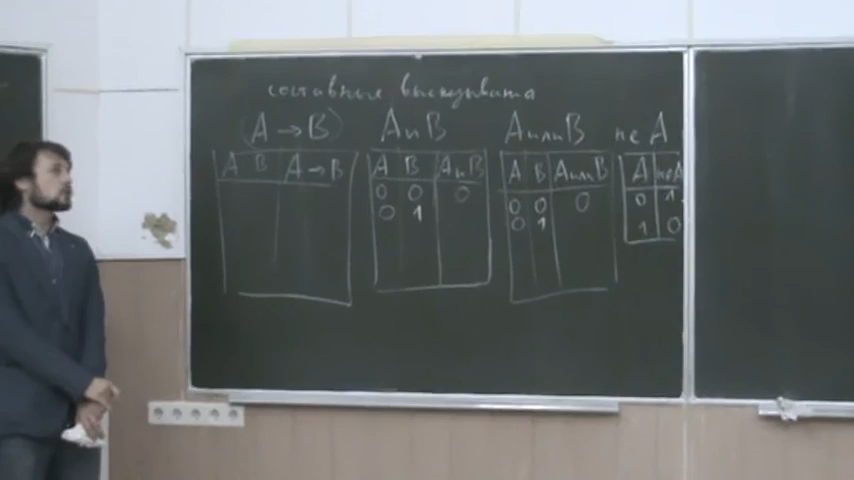 составные высказывания
(A → B) A и B A или B не A
A B A → B A B A и B A B A или B A не A
0 0 0 0 0 0 0 1
0 1 0 1 1 0